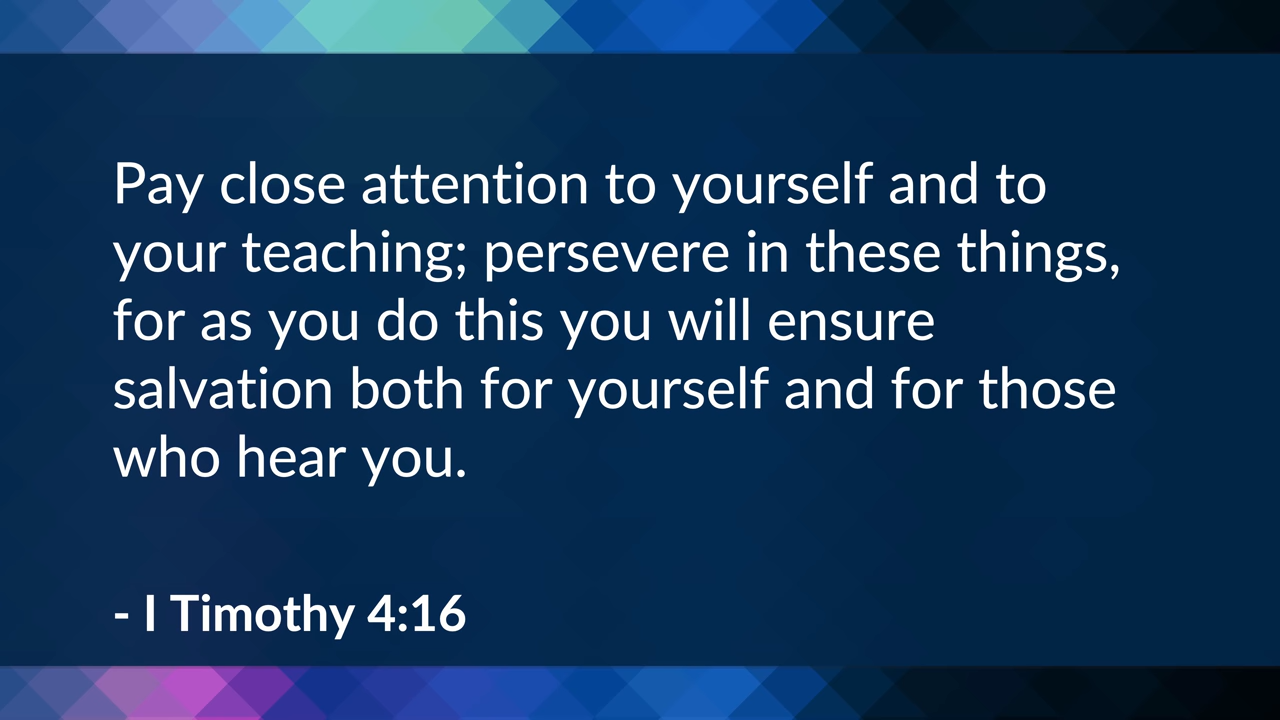 Pay close attention to yourself and to
your teaching; persevere in these things,
for as you do this you will ensure
salvation both for yourself and for those
who hear you.
- I Timothy 4:16